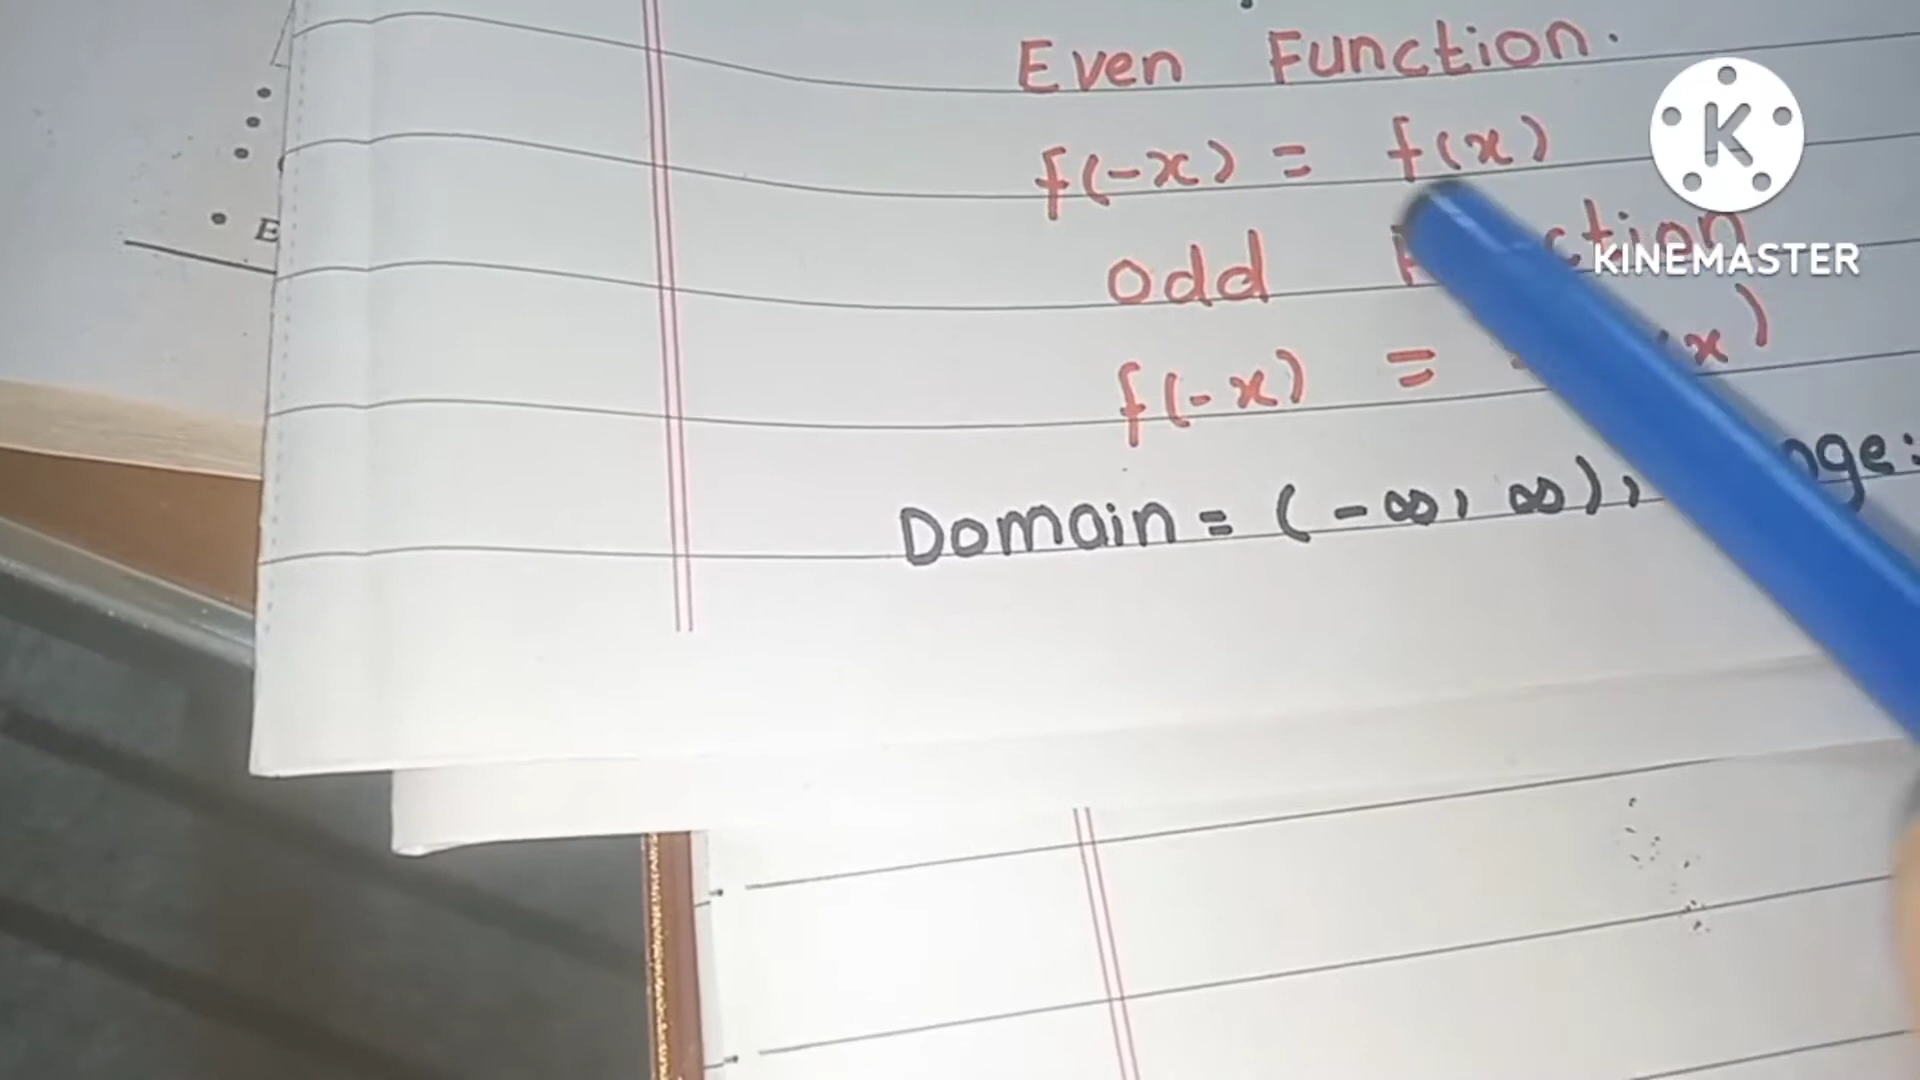 Even Function.
f(-x) = f(x)
odd
f(-x) = x)
Domain = (-∞, ∞),
E
K
KINEMASTER